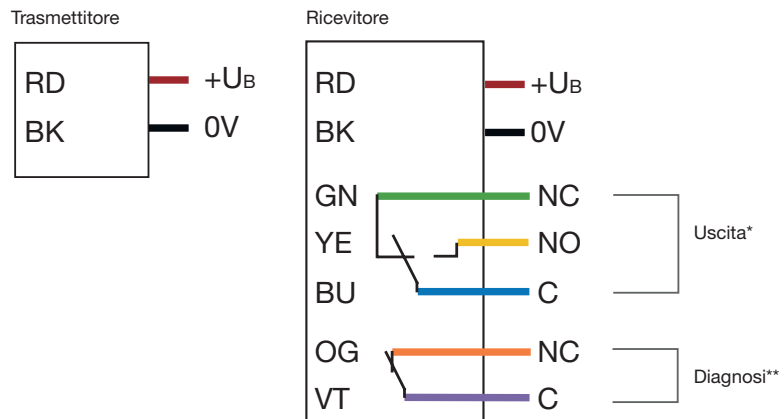 Trasmettitore
RD +UB
BK 0V
Ricevitore
RD +UB
BK 0V
GN NC
YE NO
BU C
Uscita*
OG NC
VT C
Diagnosi**